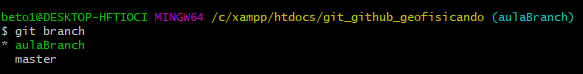 beto1@DESKTOP-HFTIOCI MINGW64 /c/xampp/htdocs/git_github_geofisicando (aulaBranch)
$ git branch
* aulaBranch
master